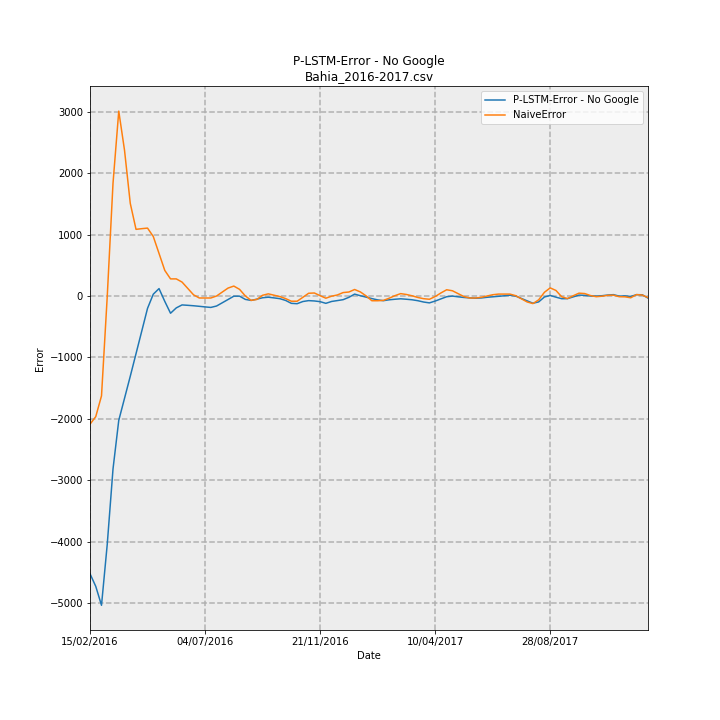 P-LSTM-Error - No Google
Bahia_2016-2017.csv
P-LSTM-Error - No Google
NaiveError
3000
2000
1000
0
−1000
−2000
−3000
−4000
−5000
Error
15/02/2016 04/07/2016 21/11/2016 10/04/2017 28/08/2017
Date